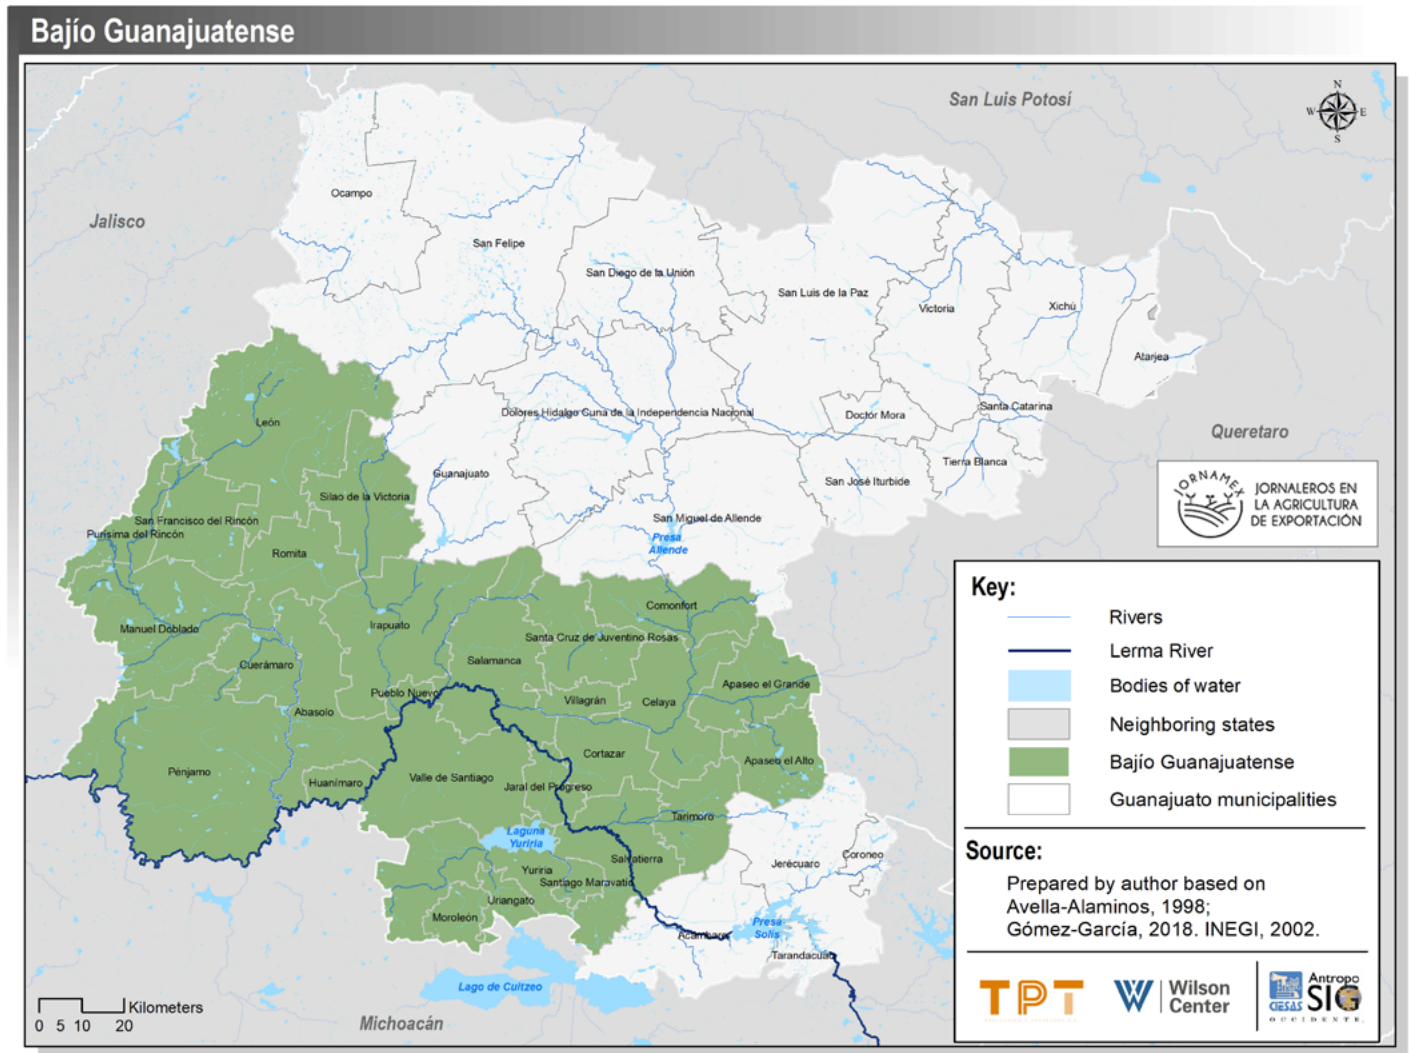 Bajío Guanajuatense
San Luis Potosí
N
W
E
S
Jalisco
Ocampo
San Felipe
San Diego de la Unión
San Luis de la Paz
Victoria
Xichú
Atarjea
León
Dolores Hidalgo Cuna de la Independencia Nacional
Doctor Mora
Santa Catarina
Queretaro
Guanajuato
Tierra Blanca
San José Iturbide
Silao de la Victoria
San Francisco del Rincón
Purísima del Rincón
San Miguel de Allende
Presa
Allende
Romita
JORNAMEX
JORNALEROS EN
LA AGRICULTURA
DE EXPORTACIÓN
Manuel Doblado
Irapuato
Comonfort
Santa Cruz de Juventino Rosas
Cuerámaro
Salamanca
Pueblo Nuevo
Apaseo el Grande
Abasolo
Villagrán
Celaya
Pénjamo
Huanímaro
Valle de Santiago
Cortazar
Apaseo el Alto
Jaral del Progreso
Tarimoro
Laguna
Yuriria
Salvatierra
Jerécuaro
Coroneo
Yuriria
Santiago Maravatío
Uriangato
Moroleón
Presa
Solís
Acámbaro
Tarandacuao
Lago de Cuitzeo
Michoacán
Kilometers
0 5 10 20
Key:
Rivers
Lerma River
Bodies of water
Neighboring states
Bajío Guanajuatense
Guanajuato municipalities
Source:
Prepared by author based on
Avella-Alaminos, 1998;
Gómez-García, 2018. INEGI, 2002.
TPT
W
Wilson
Center
CIESAS
Antropo
SIG
OCCIDENTE.